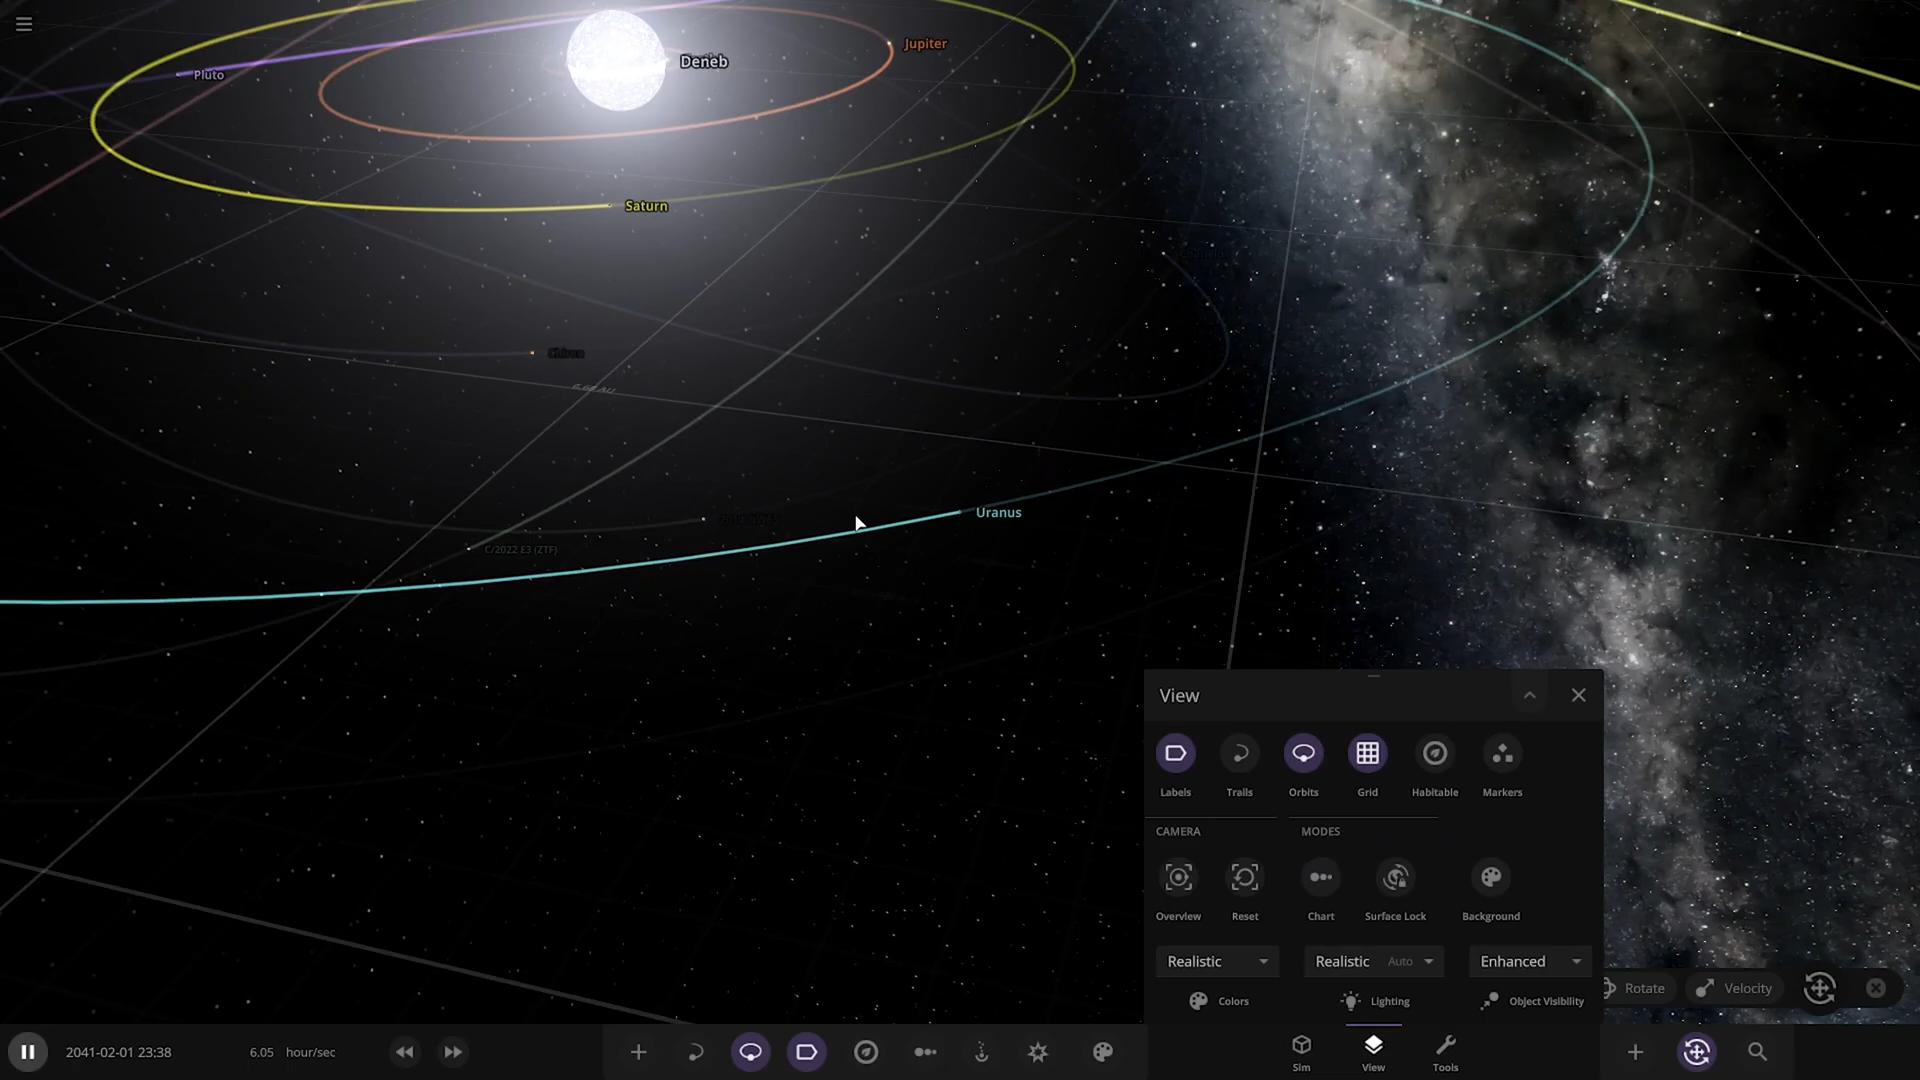 Jupiter
Deneb
Pluto
Saturn
Chiron
Uranus
C/2022 E3 (ZTF)
View
Labels Trails Orbits Grid Habitable Markers
CAMERA MODES
Overview Reset Chart Surface Lock Background
Realistic Realistic Auto Enhanced
Colors Lighting Object Visibility
Rotate Velocity
2041-02-01 23:38 6.05 hour/sec
Sim View Tools